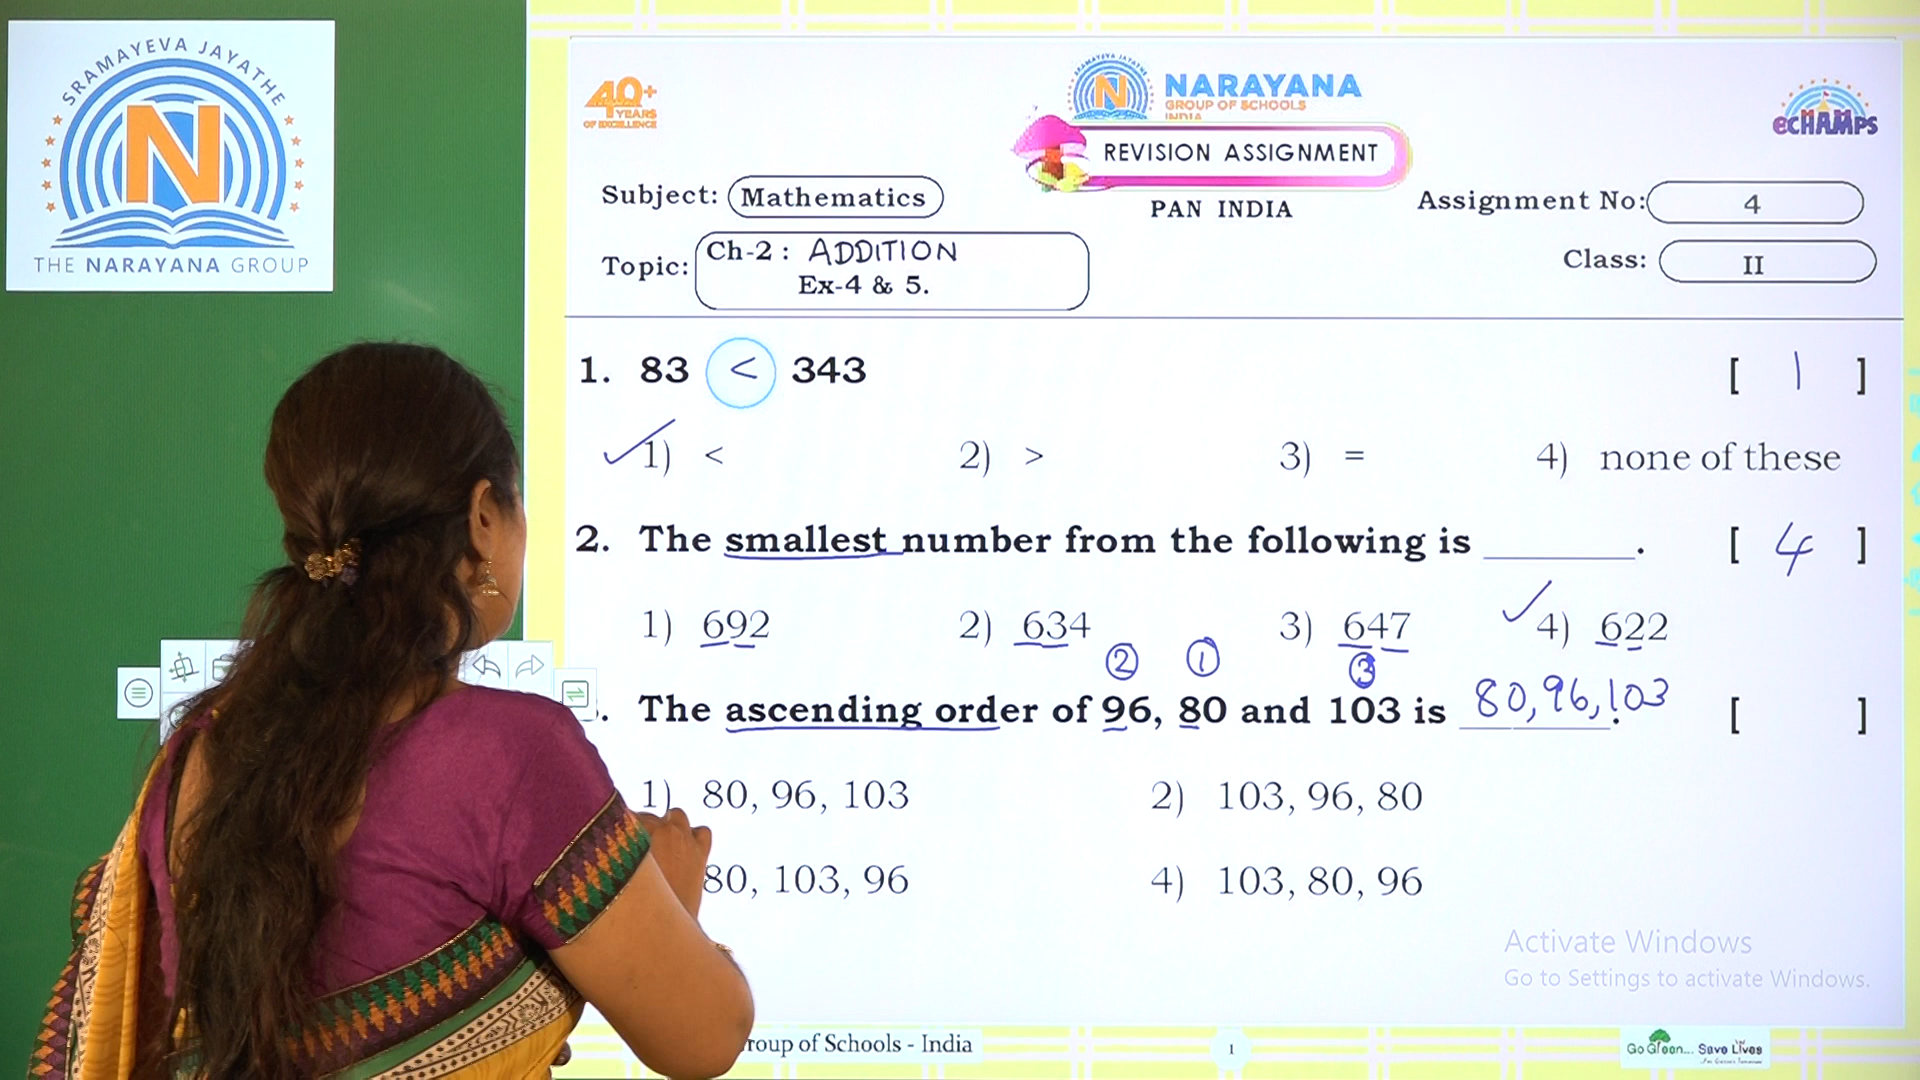 SRAMAYEVA JAYATHE
N
THE NARAYANA GROUP
40+
YEARS
OF EXCELLENCE
SRAMAYEVA JAYATHE
N
NARAYANA
GROUP OF SCHOOLS
INDIA
eCHAMPS
REVISION ASSIGNMENT
PAN INDIA
Subject: Mathematics
Assignment No: 4
Topic: Ch-2 : ADDITION
Ex-4 & 5.
Class: II
1. 83 < 343 [ 1 ]
1) < 2) > 3) = 4) none of these
2. The smallest number from the following is ______. [ 4 ]
1) 692 2) 634 3) 647 4) 622
2 1 3
. The ascending order of 96, 80 and 103 is 80, 96, 103. [ ]
1) 80, 96, 103 2) 103, 96, 80
80, 103, 96 4) 103, 80, 96
Activate Windows
Go to Settings to activate Windows.
roup of Schools - India
1
Go Green... Save Lives